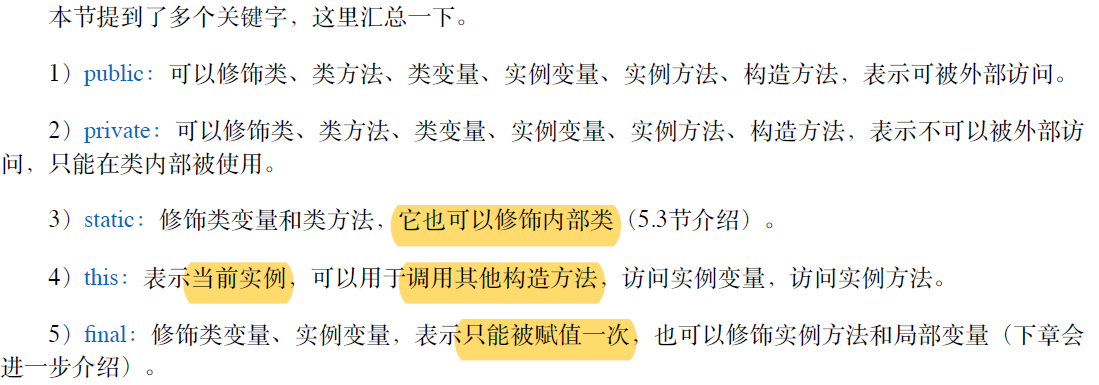 本节提到了多个关键字，这里汇总一下。
1）public：可以修饰类、类方法、类变量、实例变量、实例方法、构造方法，表示可被外部访问。
2）private：可以修饰类、类方法、类变量、实例变量、实例方法、构造方法，表示不可以被外部访
问，只能在类内部被使用。
3）static：修饰类变量和类方法，它也可以修饰内部类（5.3节介绍）。
4）this：表示当前实例，可以用于调用其他构造方法，访问实例变量，访问实例方法。
5）final：修饰类变量、实例变量，表示只能被赋值一次，也可以修饰实例方法和局部变量（下章会
进一步介绍）。